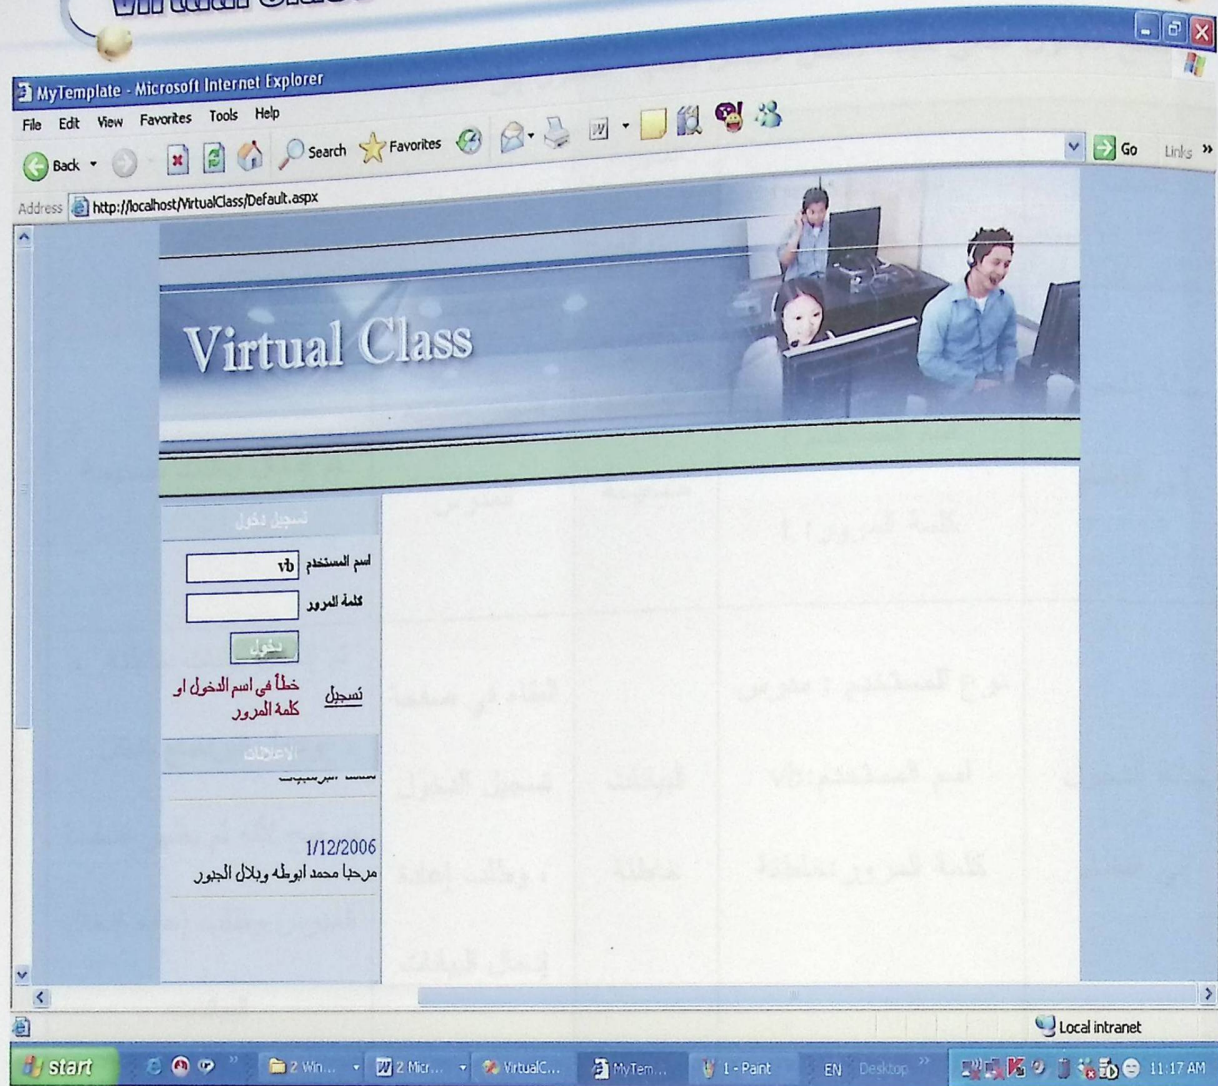 MyTemplate - Microsoft Internet Explorer
File Edit View Favorites Tools Help
Back Search Favorites
Address http://localhost/VirtualClass/Default.aspx Go Links »
Virtual Class
تسجيل دخول
اسم المستخدم vb
كلمة المرور
دخول
تسجيل خطأ في اسم الدخول او
كلمة المرور
الاعلانات
1/12/2006
مرحبا محمد ابوطه وبلال الجبور
Local intranet
start 2 Win... 2 Micr... VirtualC... MyTem... 1 - Paint EN Desktop » 11:17 AM